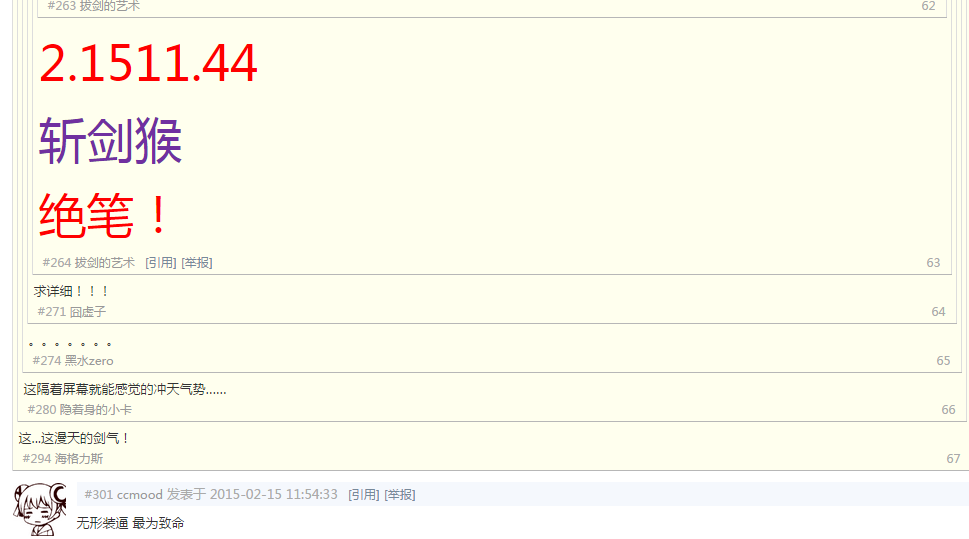 #263 拔剑的艺术 62
2.1511.44
斩剑猴
绝笔！
#264 拔剑的艺术 [引用] [举报] 63
求详细！！！
#271 囧虚子 64
。。。。。。。
#274 黑水zero 65
这隔着屏幕就能感觉的冲天气势......
#280 隐着身的小卡 66
这...这漫天的剑气！
#294 海格力斯 67
#301 ccmood 发表于 2015-02-15 11:54:33 [引用] [举报]
无形装逼 最为致命